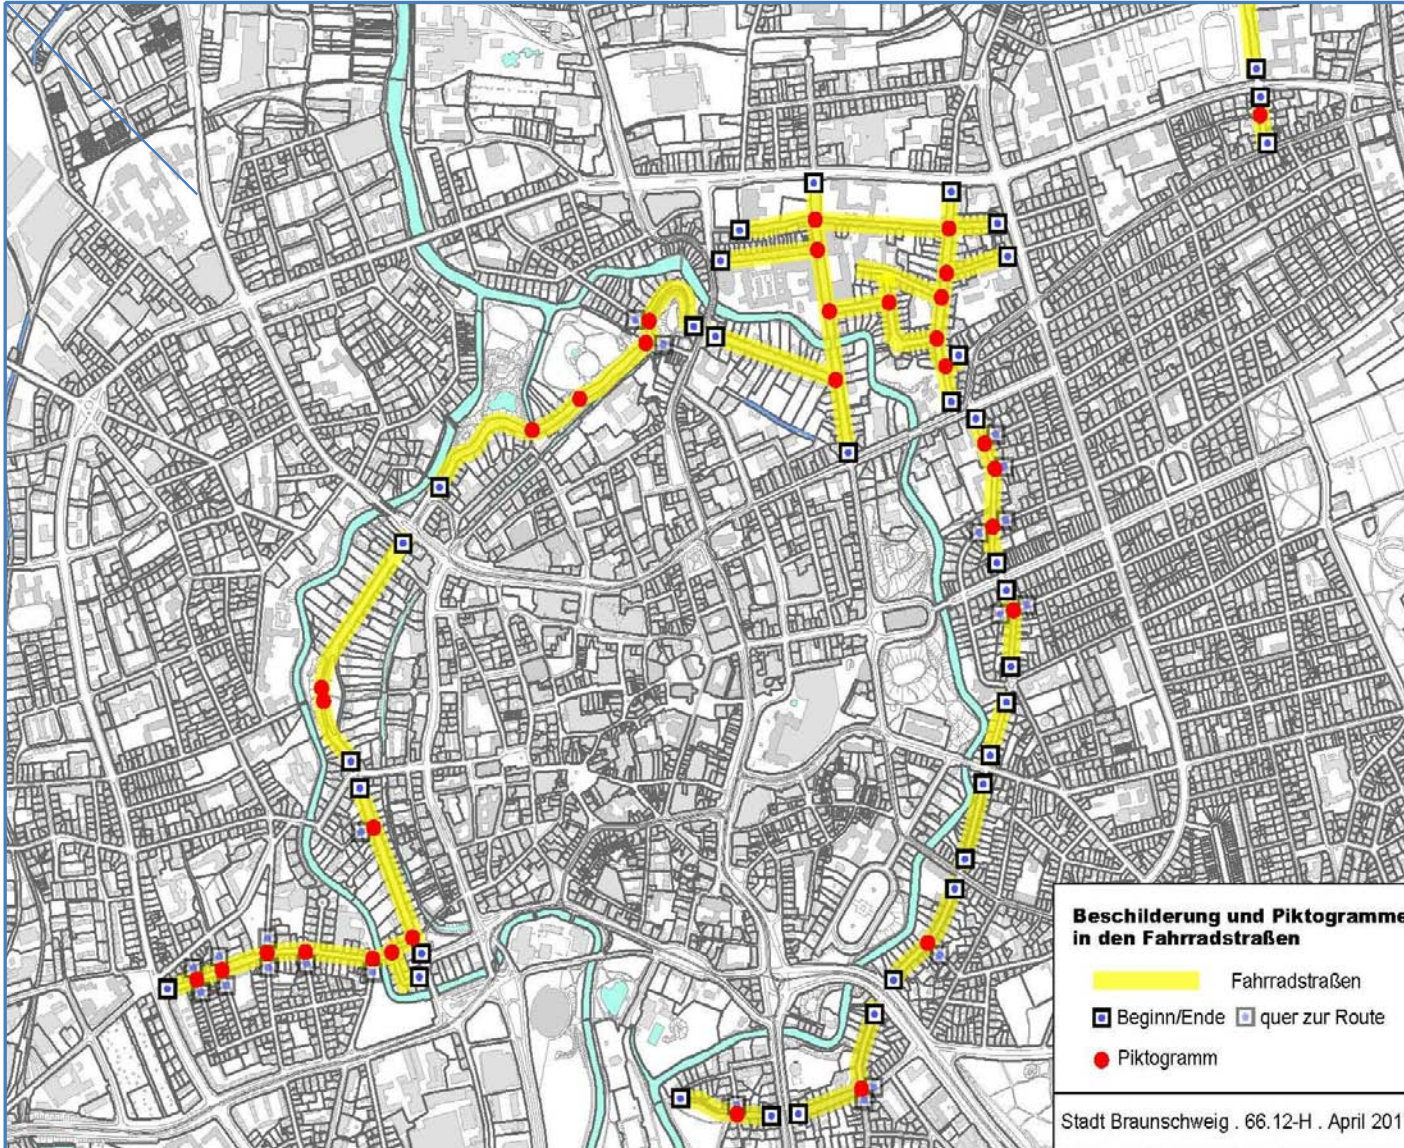 Beschilderung und Piktogramme
in den Fahrradstraßen
Fahrradstraßen
Beginn/Ende quer zur Route
Piktogramm
Stadt Braunschweig . 66.12-H . April 201